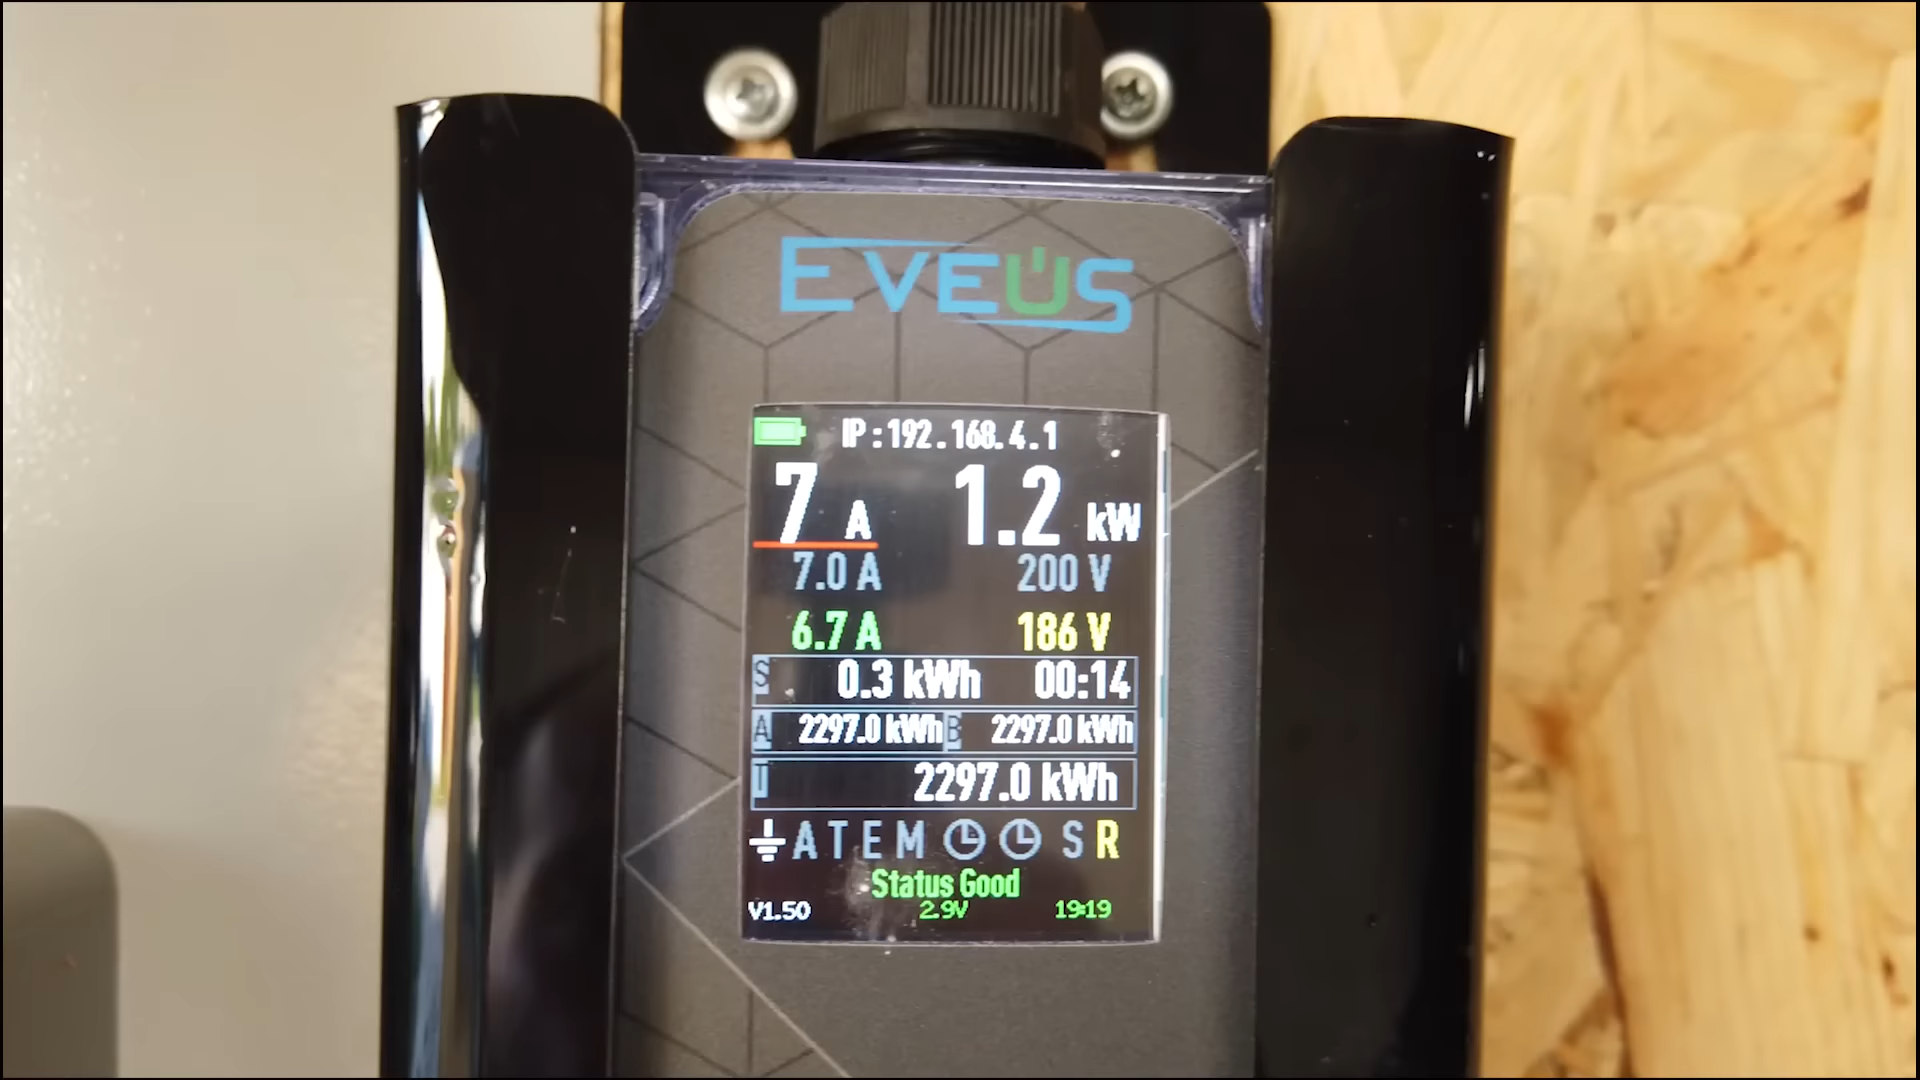 EVEUS
IP:192.168.4.1
7 A 1.2 kW
7.0 A 200 V
6.7 A 186 V
S 0.3 kWh 00:14
A 2297.0 kWh B 2297.0 kWh
T 2297.0 kWh
A T E M S R
Status Good
V1.50 2.9V 19:19